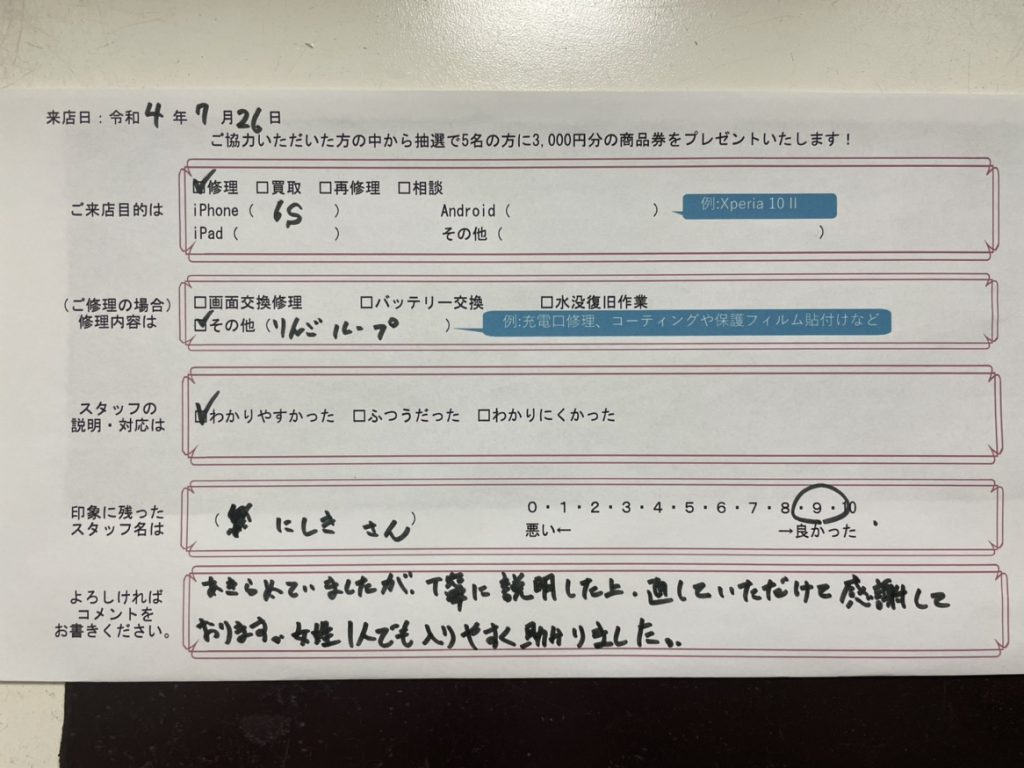 来店日：令和4年7月26日
ご協力いただいた方の中から抽選で5名の方に3,000円分の商品券をプレゼントいたします！
ご来店目的は
☑修理 □買取 □再修理 □相談
iPhone（ 6S ） Android（ ） 例:Xperia 10 II
iPad（ ） その他（ ）
（ご修理の場合）
修理内容は
□画面交換修理 □バッテリー交換 □水没復旧作業
☑その他（りんごループ ） 例:充電口修理、コーティングや保護フィルム貼付けなど
スタッフの
説明・対応は
☑わかりやすかった □ふつうだった □わかりにくかった
印象に残った
スタッフ名は
（ にしき さん） 0・1・2・3・4・5・6・7・8・9・10
悪い← →良かった
よろしければ
コメントを
お書きください。
あきらめていましたが、丁寧に説明した上、直していただけて感謝して
おります。女性1人でも入りやすく助かりました。